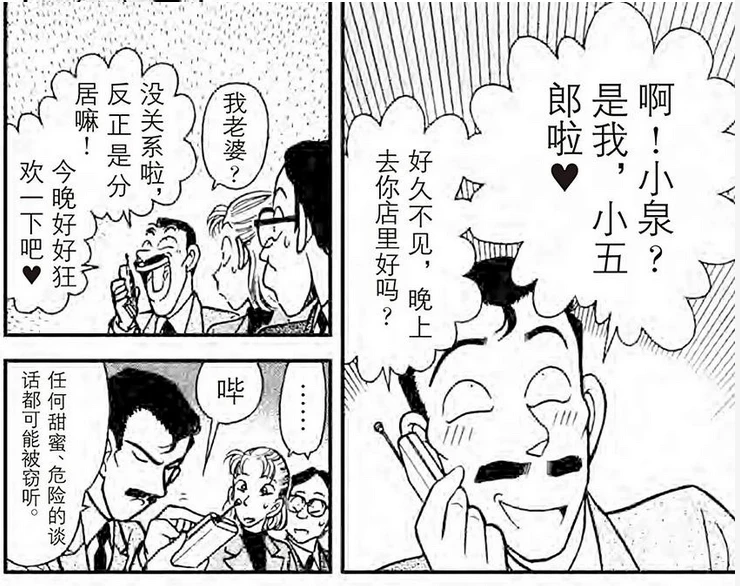 啊！小泉？
是我，小五
郎啦♥
好久不见，晚上
去你店里好吗？
我老婆？
没关系啦，
反正是分
居嘛！
今晚好好狂
欢一下吧♥
……
哔
任何甜蜜、危险的谈
话都可能被窃听。